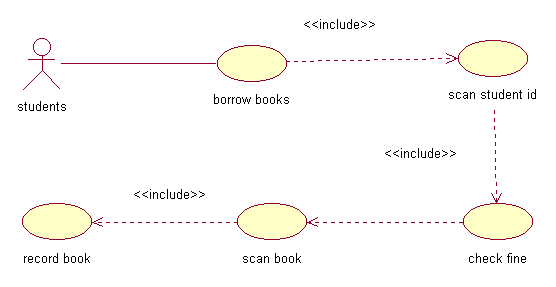 <<include>>
students
borrow books
scan student id
<<include>>
<<include>>
record book
scan book
check fine